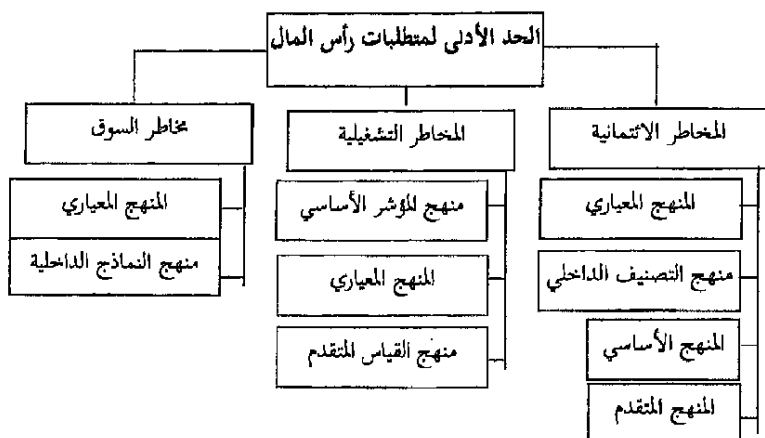 الحد الأدنى لمتطلبات رأس المال
المخاطر الائتمانية
المنهج المعياري
منهج التصنيف الداخلي
المنهج الأساسي
المنهج المتقدم
المخاطر التشغيلية
منهج المؤشر الأساسي
المنهج المعياري
منهج القياس المتقدم
مخاطر السوق
المنهج المعياري
منهج النماذج الداخلية